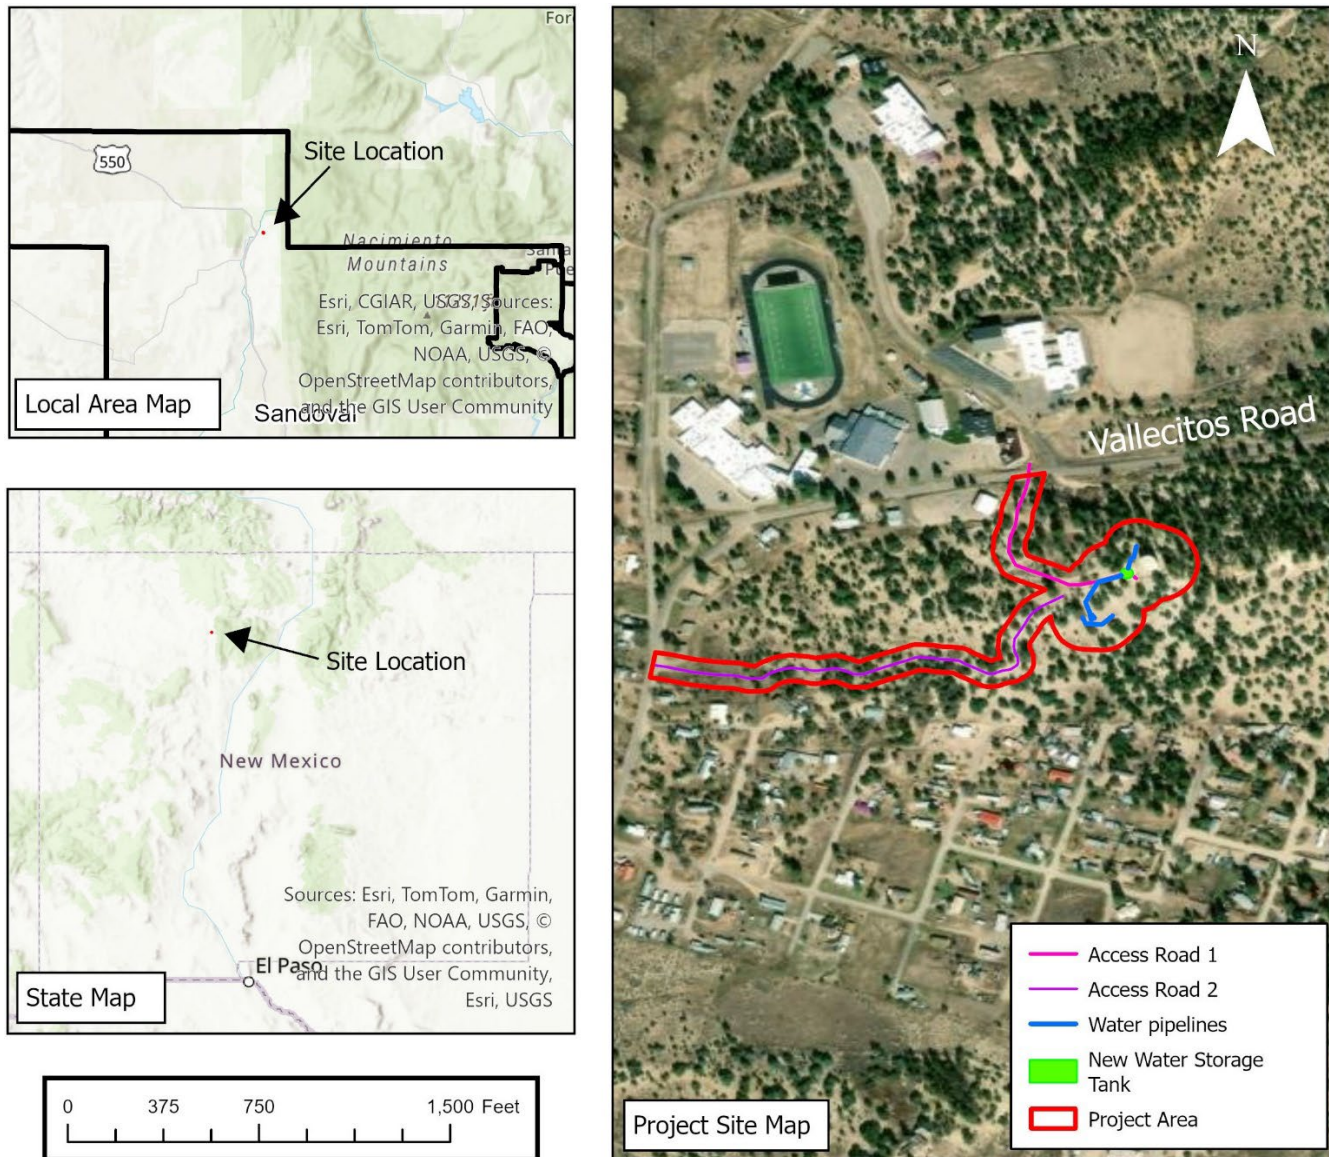 550
Site Location
Nacimiento
Mountains
Esri, CGIAR, USGS, Sources:
Esri, TomTom, Garmin, FAO,
NOAA, USGS, ©
OpenStreetMap contributors,
and the GIS User Community
Sandoval
Local Area Map
Site Location
New Mexico
Sources: Esri, TomTom, Garmin,
FAO, NOAA, USGS, ©
OpenStreetMap contributors,
and the GIS User Community,
Esri, USGS
El Paso
State Map
0 375 750 1,500 Feet
N
Vallecitos Road
Access Road 1
Access Road 2
Water pipelines
New Water Storage
Tank
Project Area
Project Site Map